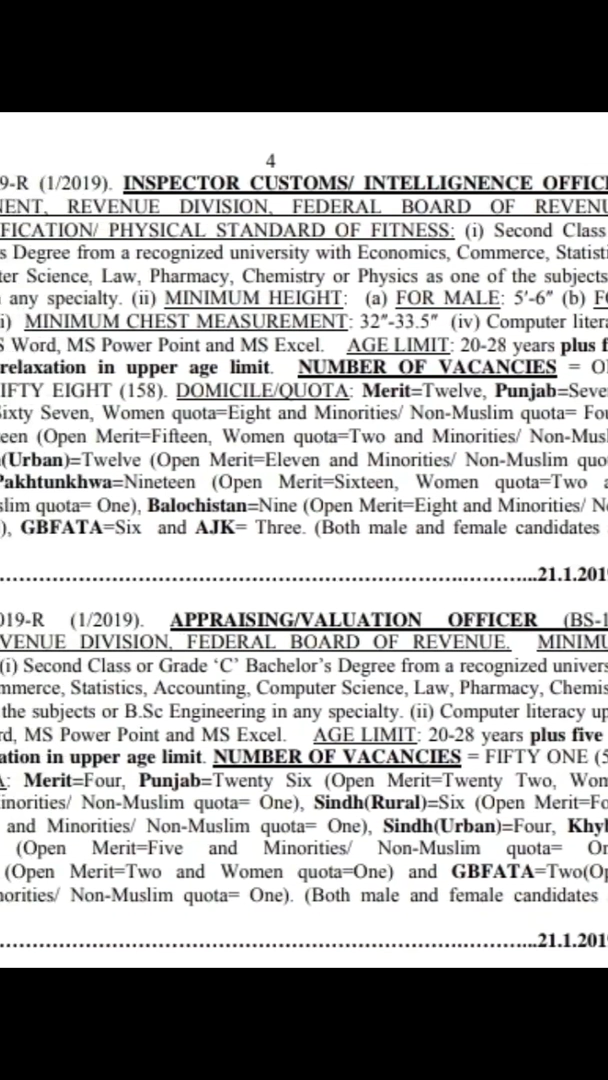 4
9-R (1/2019). INSPECTOR CUSTOMS/ INTELLIGNENCE OFFICE
NENT, REVENUE DIVISION, FEDERAL BOARD OF REVENU
FICATION/ PHYSICAL STANDARD OF FITNESS: (i) Second Class
s Degree from a recognized university with Economics, Commerce, Statisti
ter Science, Law, Pharmacy, Chemistry or Physics as one of the subjects
n any specialty. (ii) MINIMUM HEIGHT: (a) FOR MALE: 5′-6″ (b) FO
i) MINIMUM CHEST MEASUREMENT: 32″-33.5″ (iv) Computer litera
S Word, MS Power Point and MS Excel. AGE LIMIT: 20-28 years plus f
relaxation in upper age limit. NUMBER OF VACANCIES = O
IFTY EIGHT (158). DOMICILE/QUOTA: Merit=Twelve, Punjab=Seve
Sixty Seven, Women quota=Eight and Minorities/ Non-Muslim quota= Fou
een (Open Merit=Fifteen, Women quota=Two and Minorities/ Non-Musl
(Urban)=Twelve (Open Merit=Eleven and Minorities/ Non-Muslim quo
Pakhtunkhwa=Nineteen (Open Merit=Sixteen, Women quota=Two a
slim quota= One), Balochistan=Nine (Open Merit=Eight and Minorities/ N
), GBFATA=Six and AJK= Three. (Both male and female candidates
…………………………………………………………...21.1.2019
019-R (1/2019). APPRAISING/VALUATION OFFICER (BS-1
VENUE DIVISION, FEDERAL BOARD OF REVENUE. MINIMU
(i) Second Class or Grade ‘C’ Bachelor’s Degree from a recognized univers
mmerce, Statistics, Accounting, Computer Science, Law, Pharmacy, Chemis
the subjects or B.Sc Engineering in any specialty. (ii) Computer literacy up
rd, MS Power Point and MS Excel. AGE LIMIT: 20-28 years plus five
ation in upper age limit. NUMBER OF VACANCIES = FIFTY ONE (5
A: Merit=Four, Punjab=Twenty Six (Open Merit=Twenty Two, Wom
inorities/ Non-Muslim quota= One), Sindh(Rural)=Six (Open Merit=Fo
and Minorities/ Non-Muslim quota= One), Sindh(Urban)=Four, Khyb
(Open Merit=Five and Minorities/ Non-Muslim quota= On
(Open Merit=Two and Women quota=One) and GBFATA=Two(Op
norities/ Non-Muslim quota= One). (Both male and female candidates
…………………………………………………………...21.1.2019